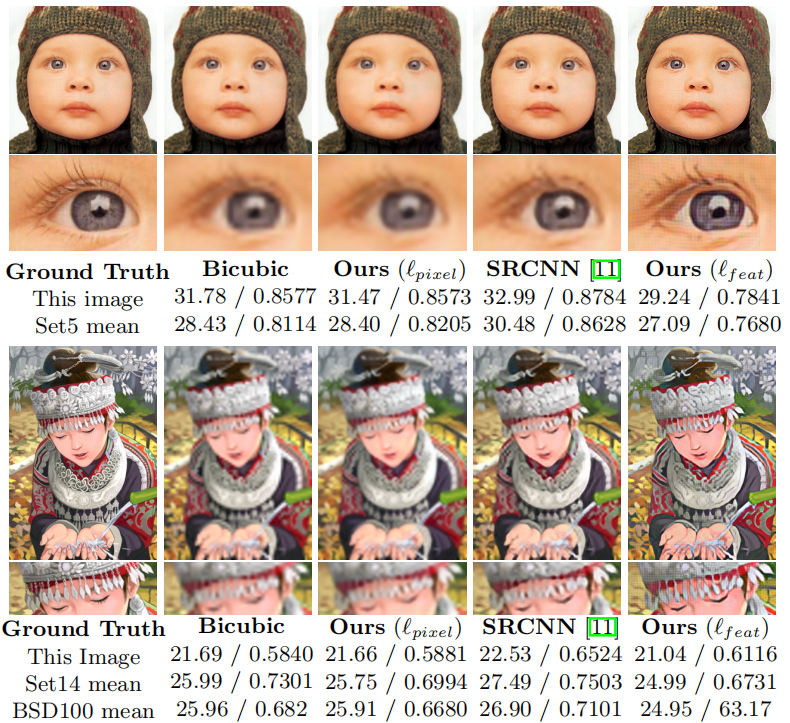 Ground Truth Bicubic Ours (ℓpixel) SRCNN [11] Ours (ℓfeat)
This image 31.78 / 0.8577 31.47 / 0.8573 32.99 / 0.8784 29.24 / 0.7841
Set5 mean 28.43 / 0.8114 28.40 / 0.8205 30.48 / 0.8628 27.09 / 0.7680
Ground Truth Bicubic Ours (ℓpixel) SRCNN [11] Ours (ℓfeat)
This Image 21.69 / 0.5840 21.66 / 0.5881 22.53 / 0.6524 21.04 / 0.6116
Set14 mean 25.99 / 0.7301 25.75 / 0.6994 27.49 / 0.7503 24.99 / 0.6731
BSD100 mean 25.96 / 0.682 25.91 / 0.6680 26.90 / 0.7101 24.95 / 63.17